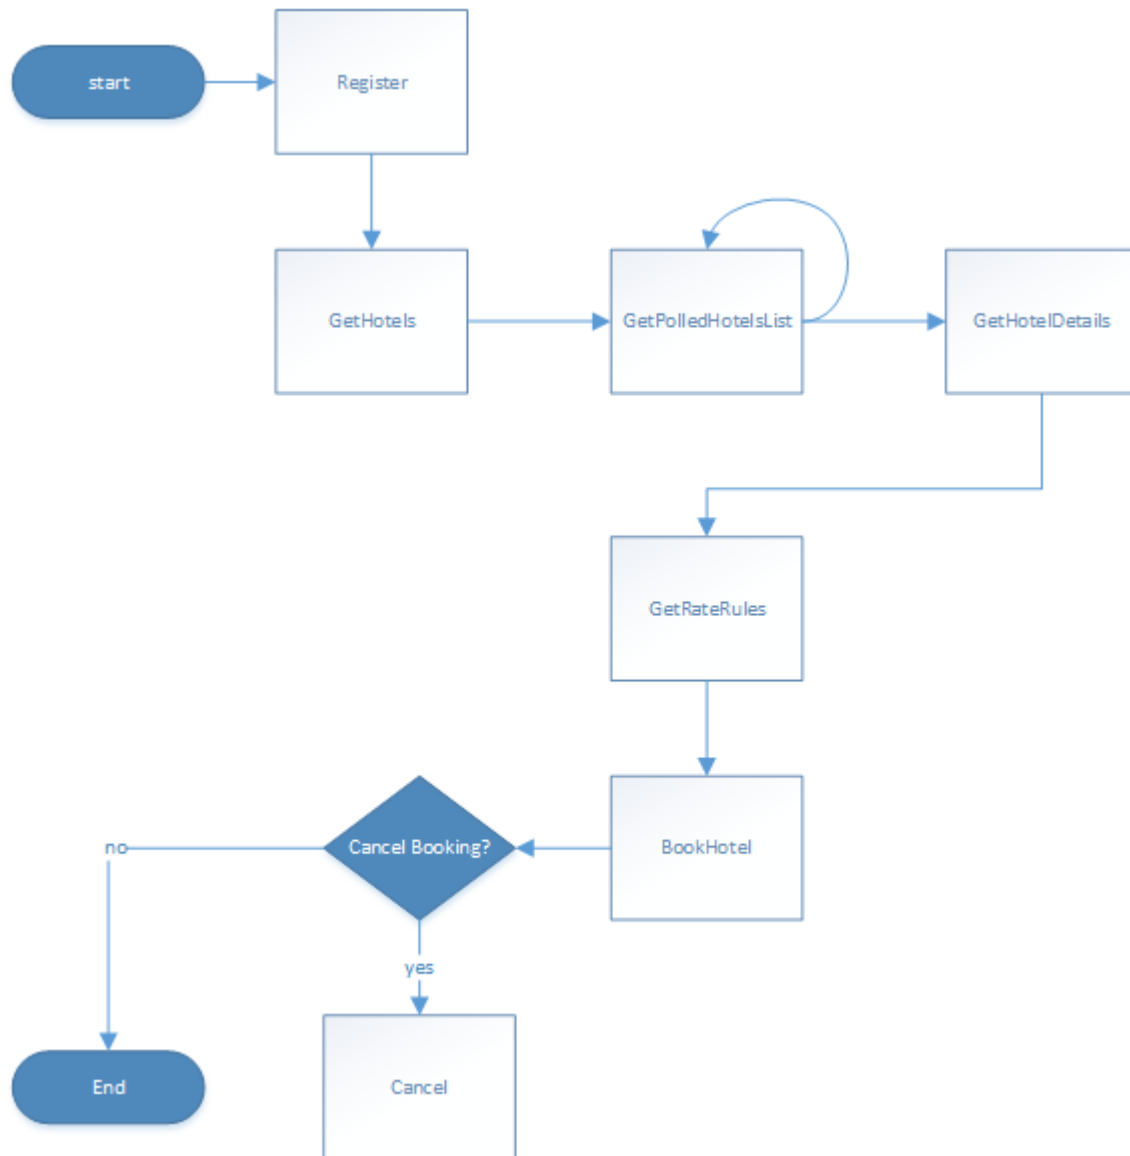 start
Register
GetHotels
GetPolledHotelsList
GetHotelDetails
GetRateRules
BookHotel
Cancel Booking?
no
yes
End
Cancel